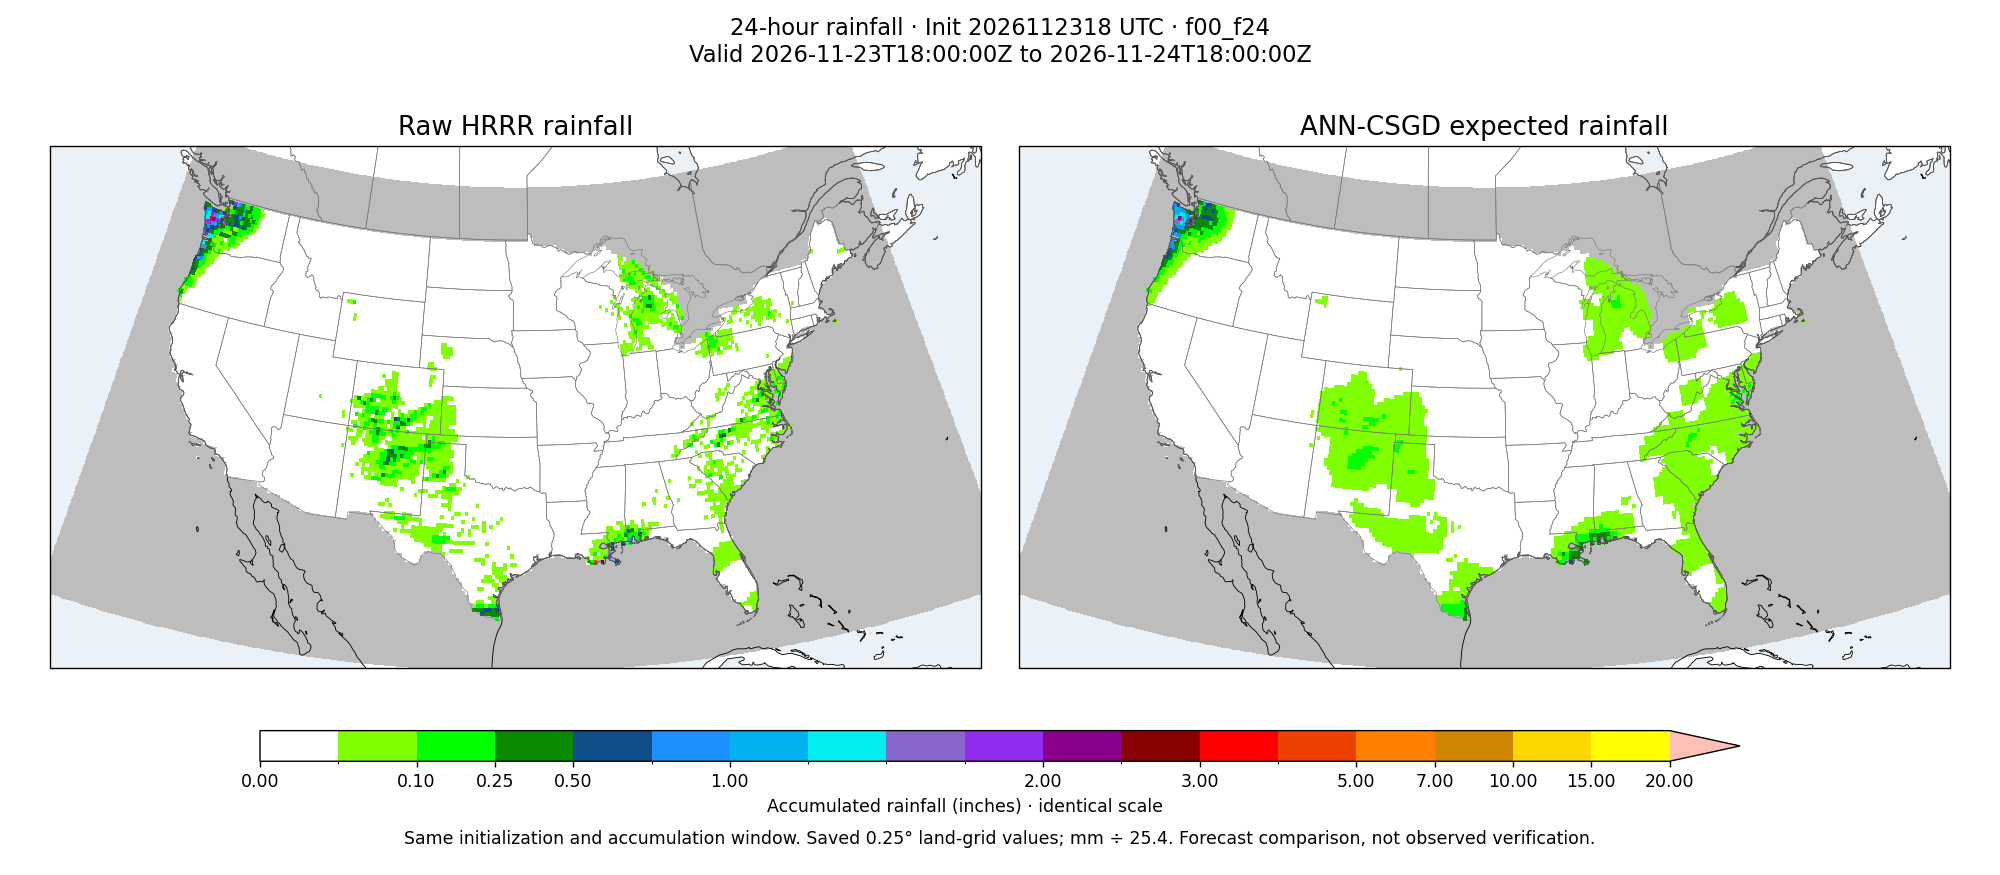 24-hour rainfall · Init 2026112318 UTC · f00_f24
Valid 2026-11-23T18:00:00Z to 2026-11-24T18:00:00Z
Raw HRRR rainfall
ANN-CSGD expected rainfall
0.00 0.10 0.25 0.50 1.00 2.00 3.00 5.00 7.00 10.00 15.00 20.00
Accumulated rainfall (inches) · identical scale
Same initialization and accumulation window. Saved 0.25° land-grid values; mm ÷ 25.4. Forecast comparison, not observed verification.